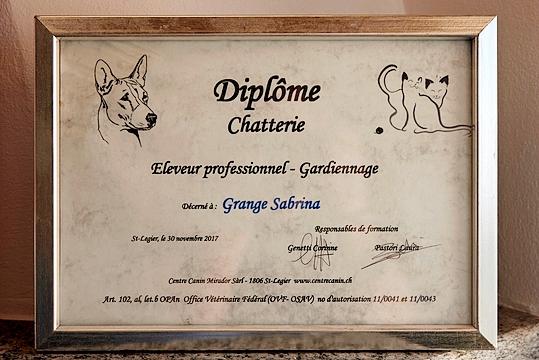 Diplôme
Chatterie
Eleveur professionnel - Gardiennage
Décerné à : Grange Sabrina
Responsables de formation
St-Legier, le 30 novembre 2017
Genetti Corinne Pastori Laura
Centre Canin Mirador Sàrl - 1806 St-Legier www.centrecanin.ch
Art. 102, al, let.b OPAn Office Vétérinaire Fédéral (OVF- OSAV) no d'autorisation 11/0041 et 11/0043